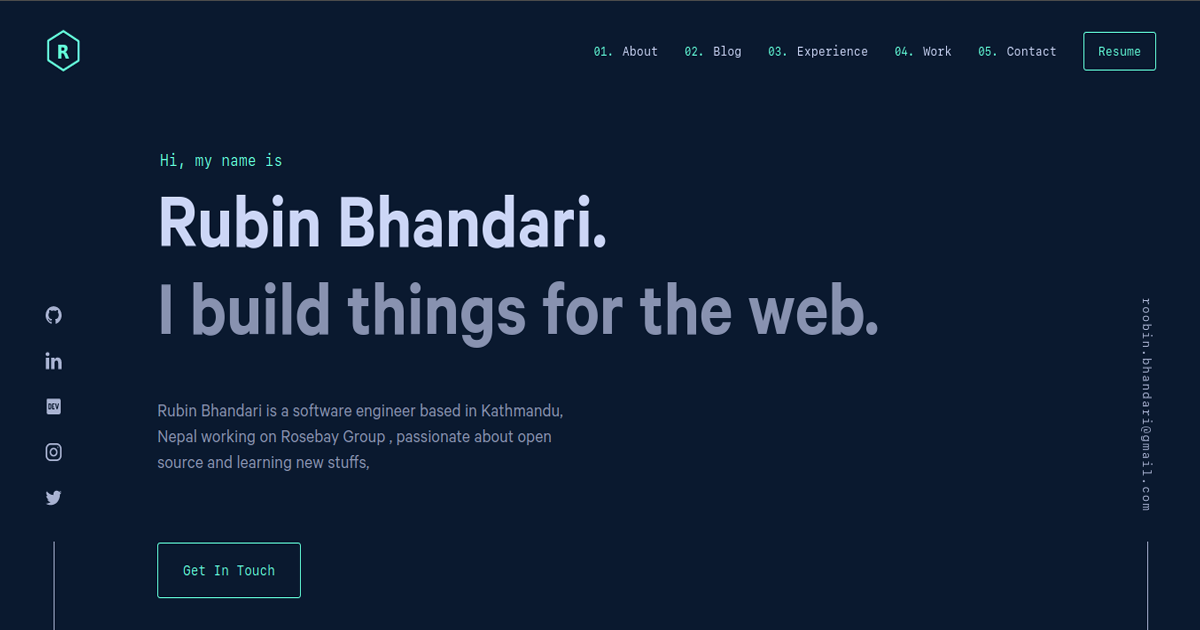 R
01. About 02. Blog 03. Experience 04. Work 05. Contact Resume
Hi, my name is
Rubin Bhandari.
I build things for the web.
Rubin Bhandari is a software engineer based in Kathmandu,
Nepal working on Rosebay Group , passionate about open
source and learning new stuffs,
Get In Touch
in
DEV
roobin.bhandari@gmail.com